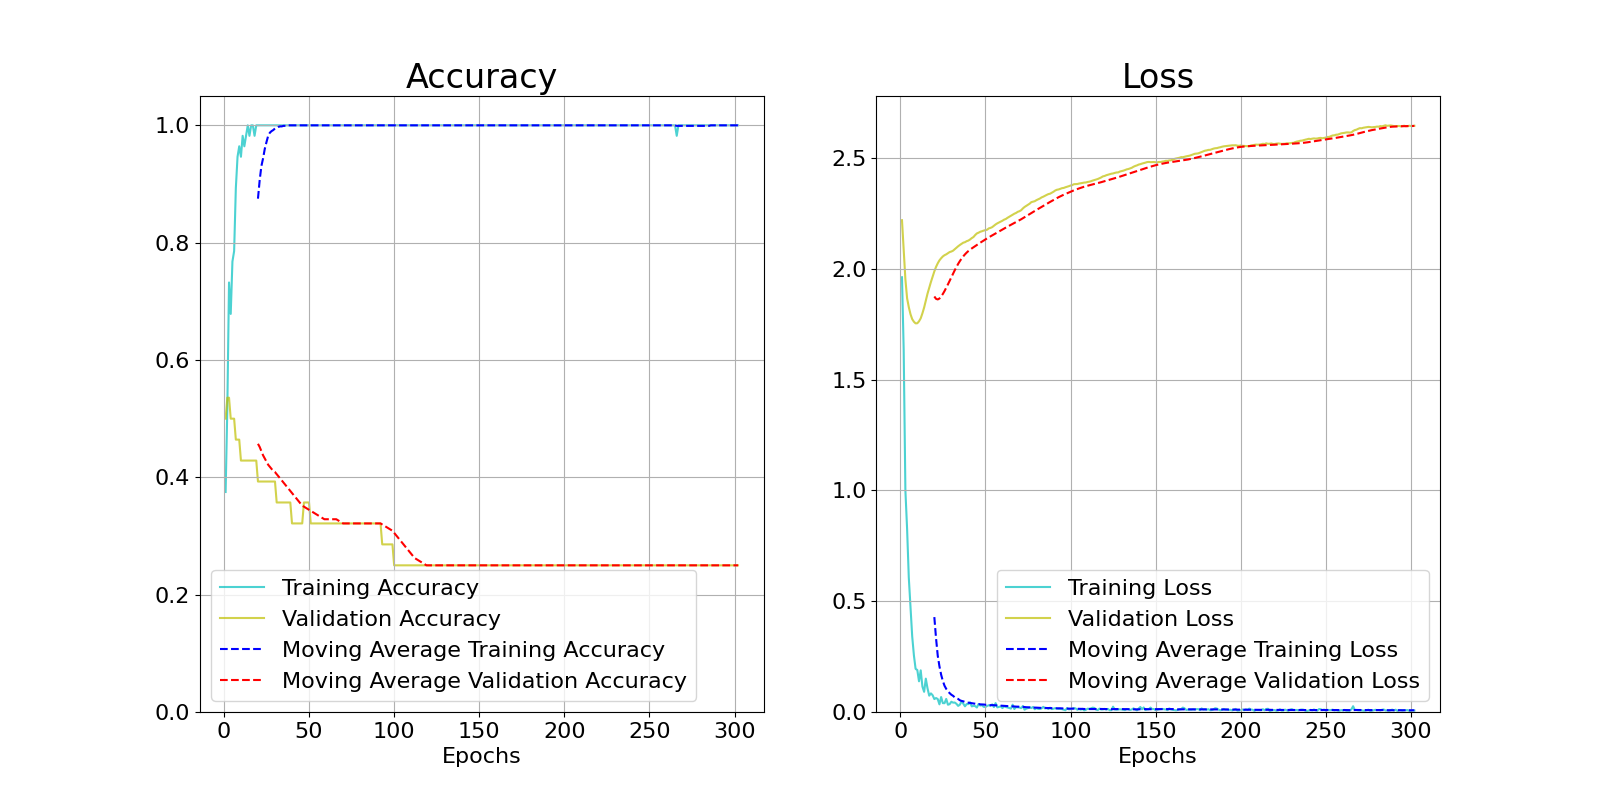 Accuracy
1.0
0.8
0.6
0.4
0.2
0.0
0 50 100 150 200 250 300
Epochs
Training Accuracy
Validation Accuracy
Moving Average Training Accuracy
Moving Average Validation Accuracy
Loss
2.5
2.0
1.5
1.0
0.5
0.0
0 50 100 150 200 250 300
Epochs
Training Loss
Validation Loss
Moving Average Training Loss
Moving Average Validation Loss